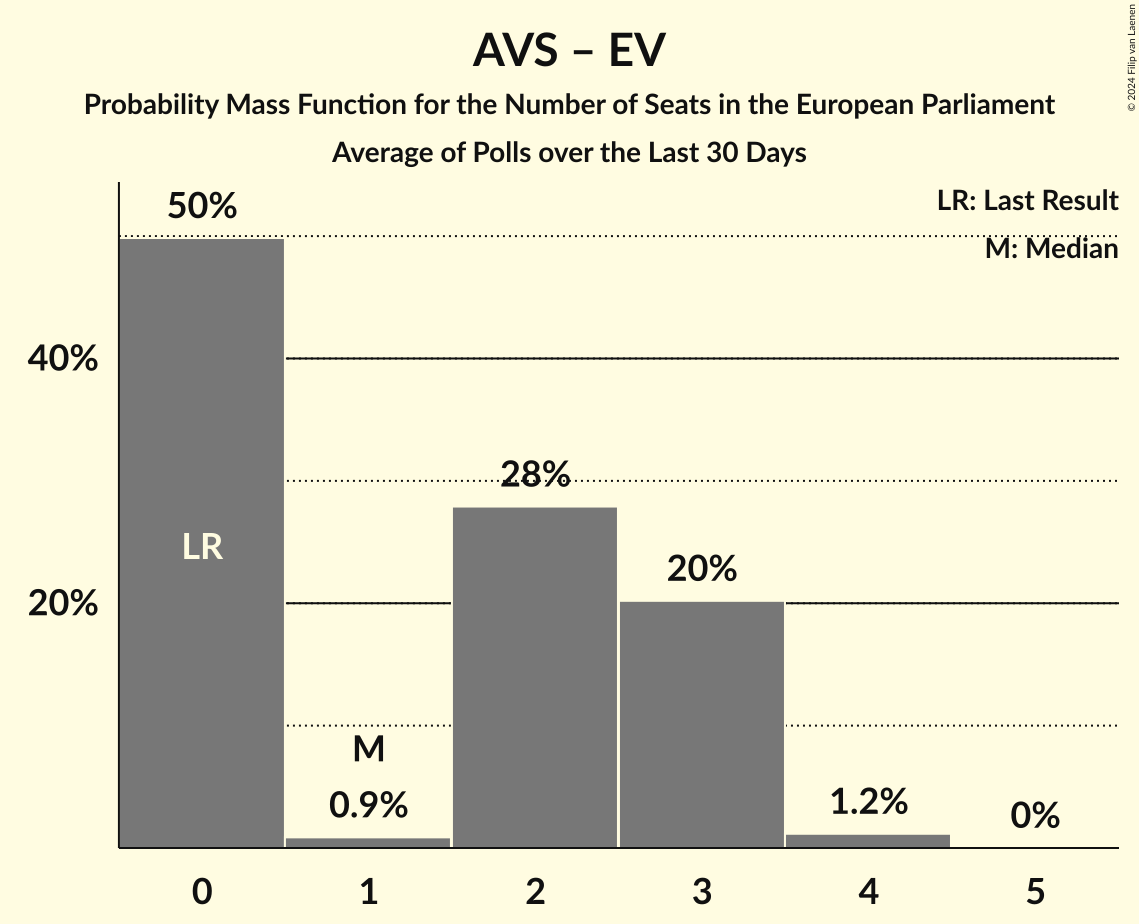 AVS – EV
Probability Mass Function for the Number of Seats in the European Parliament
Average of Polls over the Last 30 Days
© 2024 Filip van Laenen
LR: Last Result
M: Median
50%
40%
28%
LR
20%
20%
M
0.9%
1.2%
0%
0 1 2 3 4 5